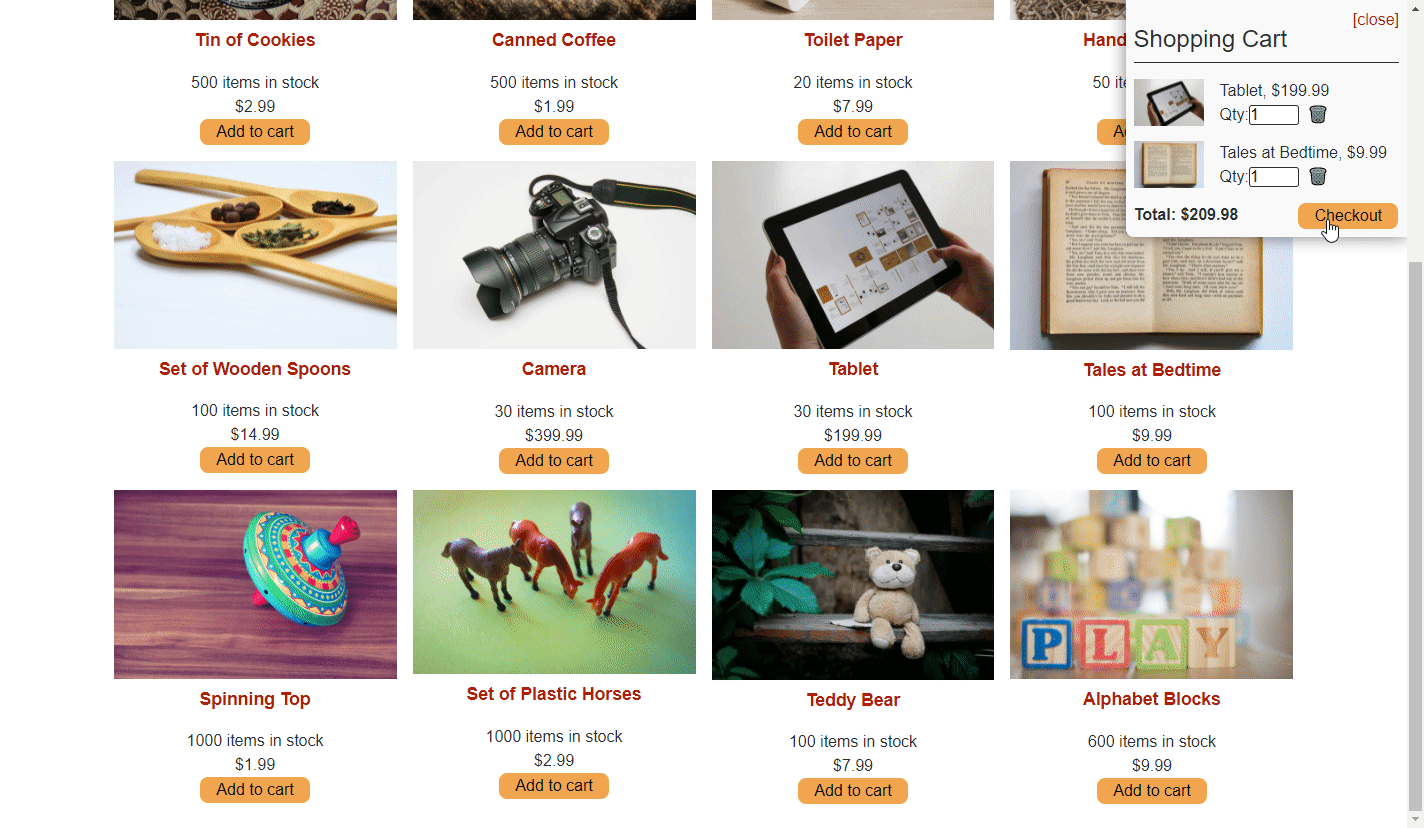 [close]
Shopping Cart
Tablet, $199.99
Qty: 1
Tales at Bedtime, $9.99
Qty: 1
Total: $209.98
Checkout
Tin of Cookies
500 items in stock
$2.99
Add to cart
Canned Coffee
500 items in stock
$1.99
Add to cart
Toilet Paper
20 items in stock
$7.99
Add to cart
Hand
50 ite
Ad
Set of Wooden Spoons
100 items in stock
$14.99
Add to cart
Camera
30 items in stock
$399.99
Add to cart
Tablet
30 items in stock
$199.99
Add to cart
Tales at Bedtime
100 items in stock
$9.99
Add to cart
Spinning Top
1000 items in stock
$1.99
Add to cart
Set of Plastic Horses
1000 items in stock
$2.99
Add to cart
Teddy Bear
100 items in stock
$7.99
Add to cart
PLAY
Alphabet Blocks
600 items in stock
$9.99
Add to cart